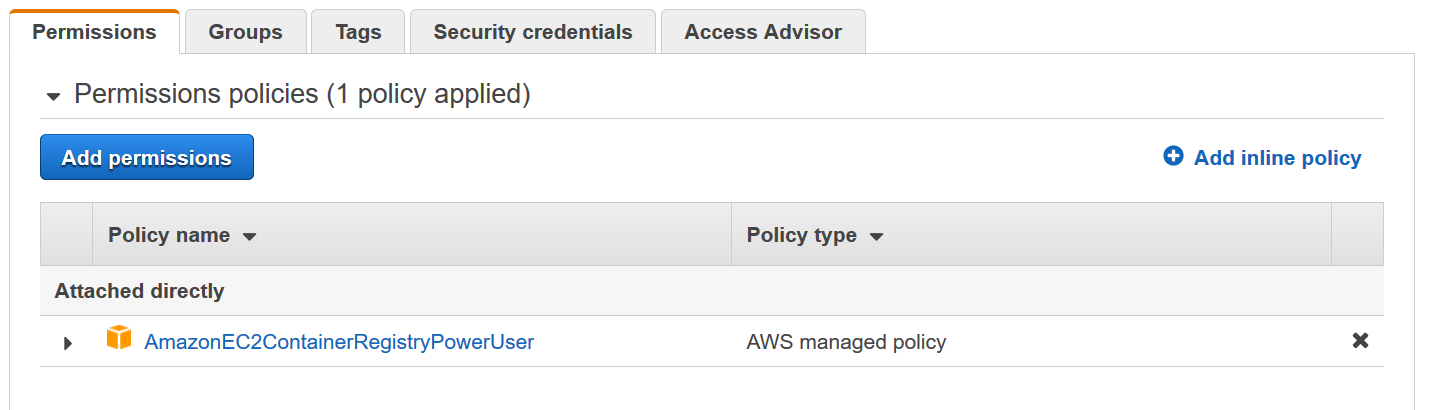 Permissions Groups Tags Security credentials Access Advisor
Permissions policies (1 policy applied)
Add permissions Add inline policy
Policy name Policy type
Attached directly
AmazonEC2ContainerRegistryPowerUser AWS managed policy